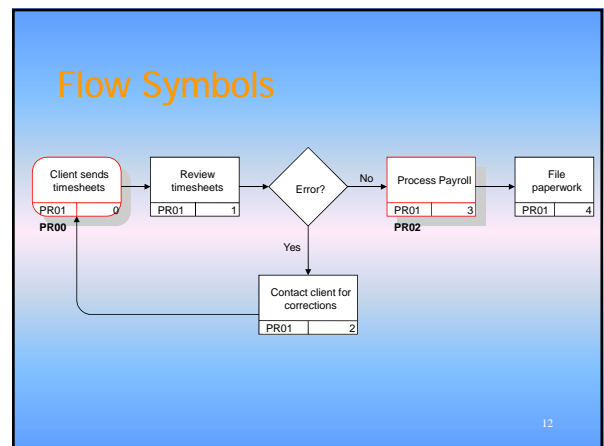 Flow Symbols
Client sends
timesheets
PR01 0
PR00
Review
timesheets
PR01 1
Error?
No
Process Payroll
PR01 3
PR02
File
paperwork
PR01 4
Yes
Contact client for
corrections
PR01 2
12